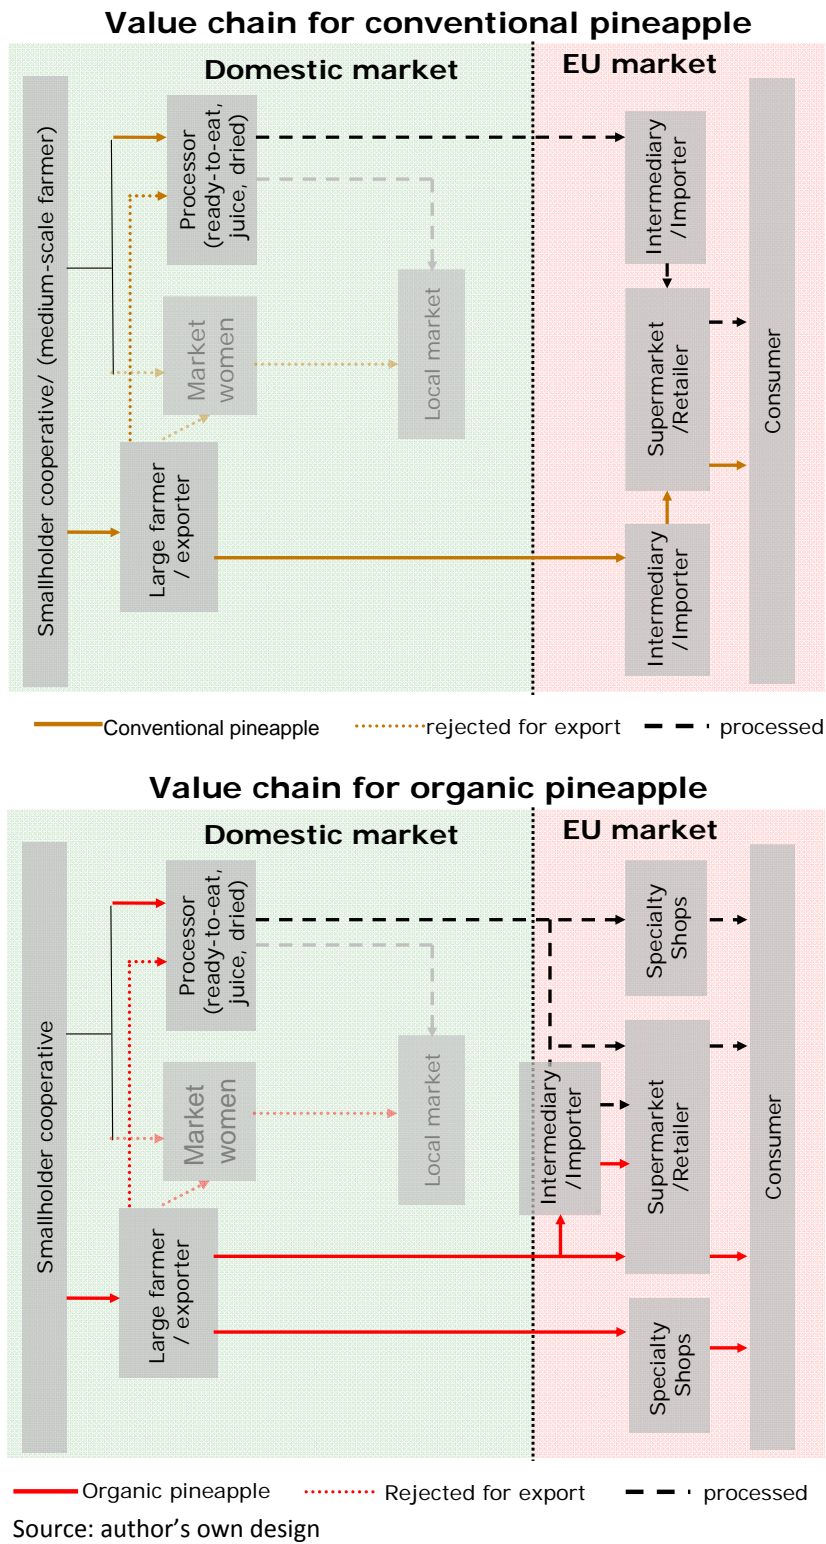 Value chain for conventional pineapple
Domestic market
EU market
Smallholder cooperative/ (medium-scale farmer)
Processor
(ready-to-eat,
juice, dried)
Market
women
Large farmer
/ exporter
Local market
Intermediary
/Importer
Supermarket
/Retailer
Intermediary
/Importer
Consumer
Conventional pineapple
rejected for export
processed
Value chain for organic pineapple
Domestic market
EU market
Smallholder cooperative
Processor
(ready-to-eat,
juice, dried)
Market
women
Large farmer
/ exporter
Local market
Intermediary
/Importer
Specialty
Shops
Supermarket
/Retailer
Specialty
Shops
Consumer
Organic pineapple
Rejected for export
processed
Source: author’s own design